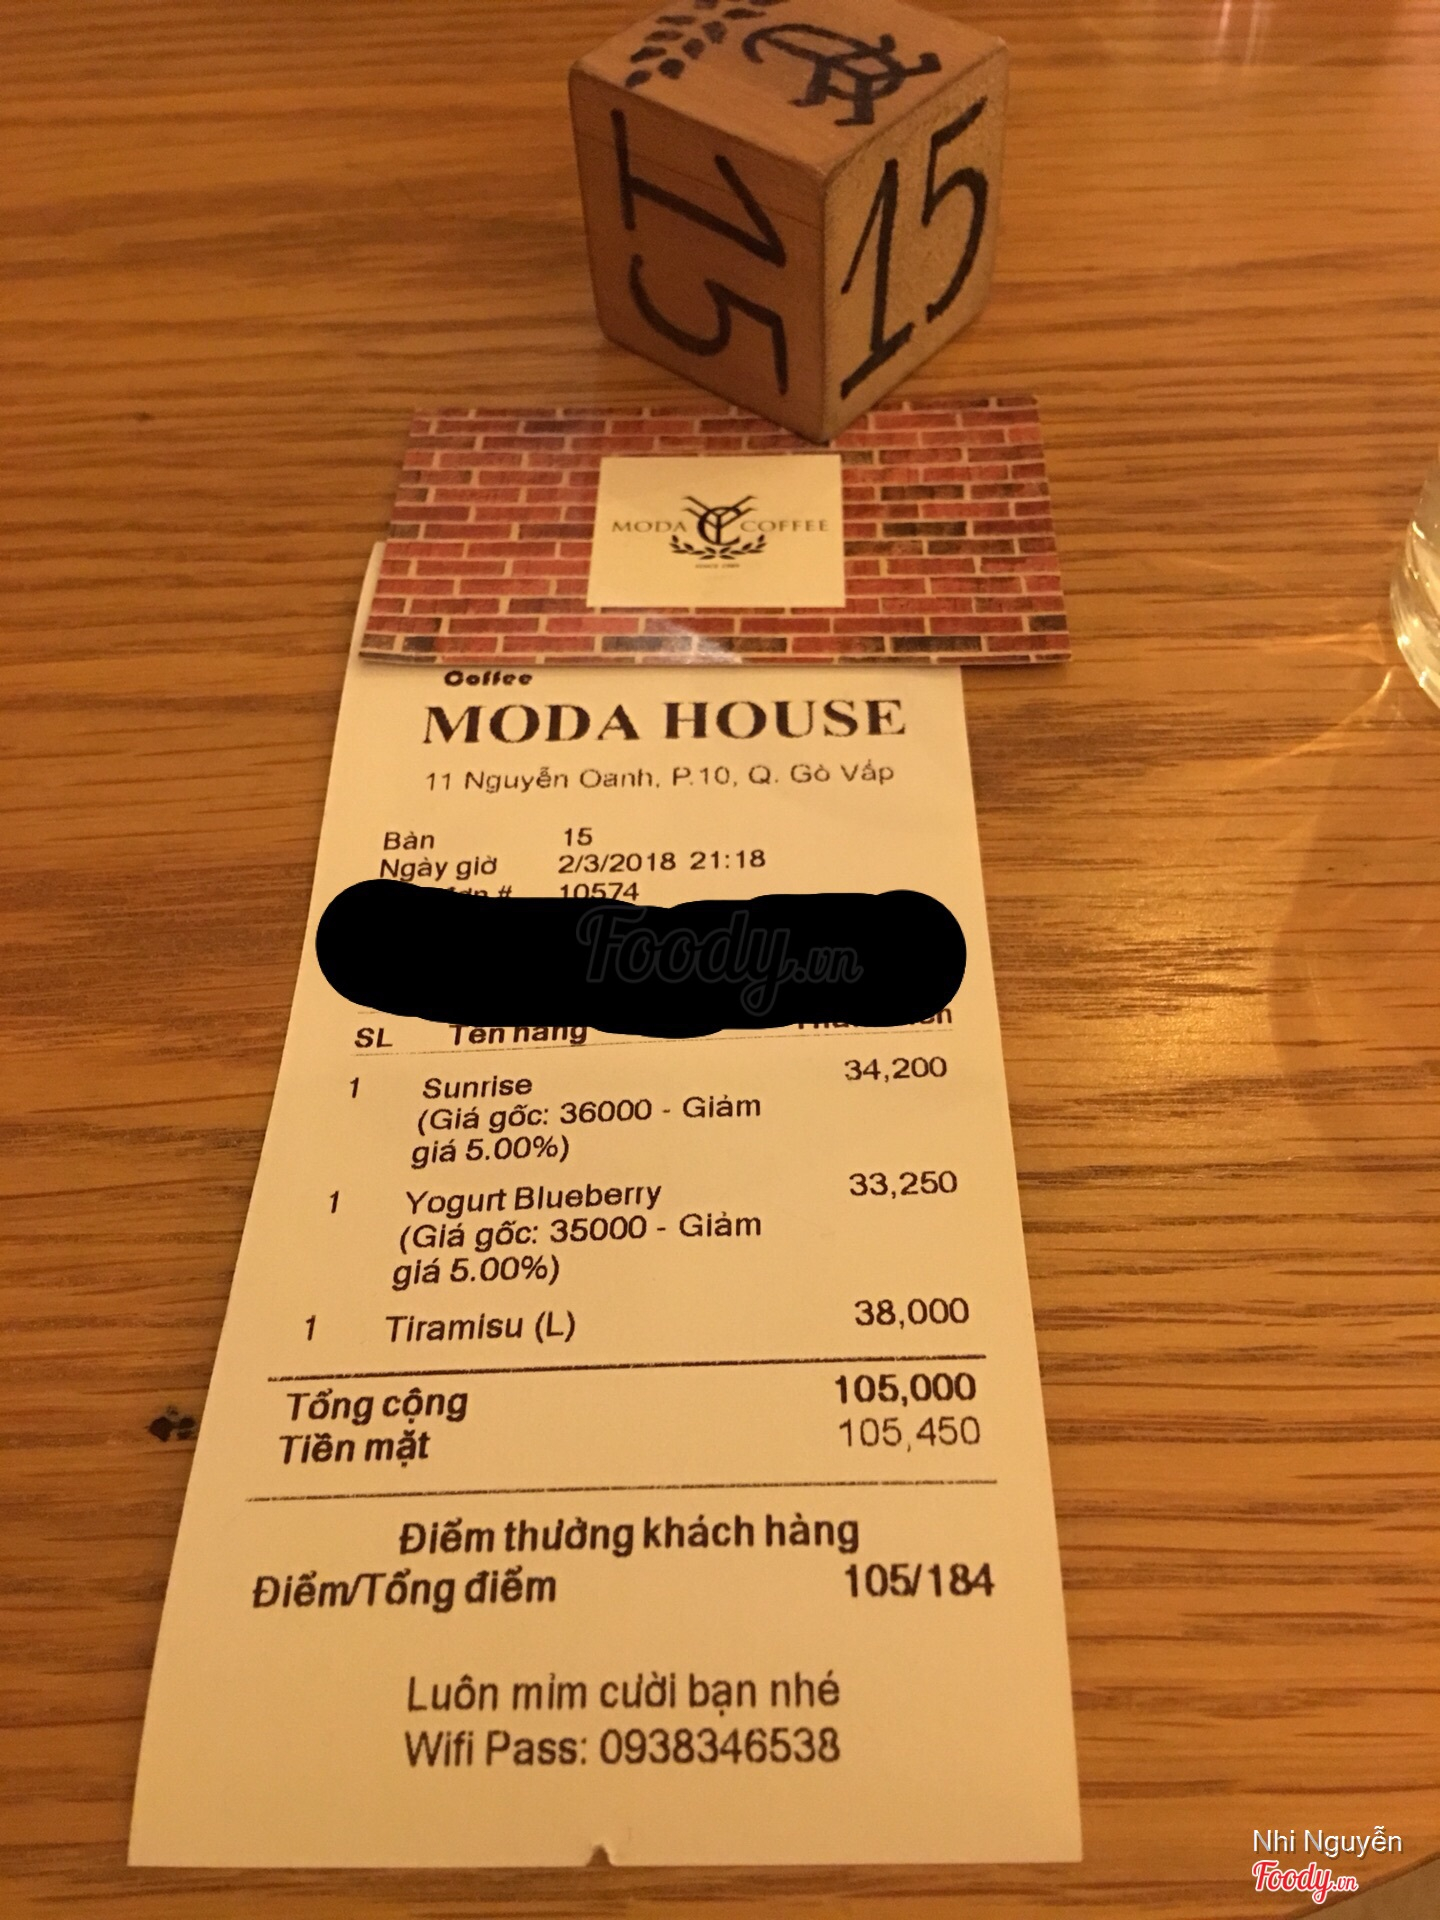 15
15
MODA COFFEE
Coffee
MODA HOUSE
11 Nguyễn Oanh, P.10, Q. Gò Vấp
Bàn 15
Ngày giờ 2/3/2018 21:18
đơn # 10574
Foody.vn
SL Tên hàng
1 Sunrise 34,200
(Giá gốc: 36000 - Giảm
giá 5.00%)
1 Yogurt Blueberry 33,250
(Giá gốc: 35000 - Giảm
giá 5.00%)
1 Tiramisu (L) 38,000
Tổng cộng 105,000
Tiền mặt 105,450
Điểm thưởng khách hàng
Điểm/Tổng điểm 105/184
Luôn mỉm cười bạn nhé
Wifi Pass: 0938346538
Nhi Nguyễn
Foody.vn